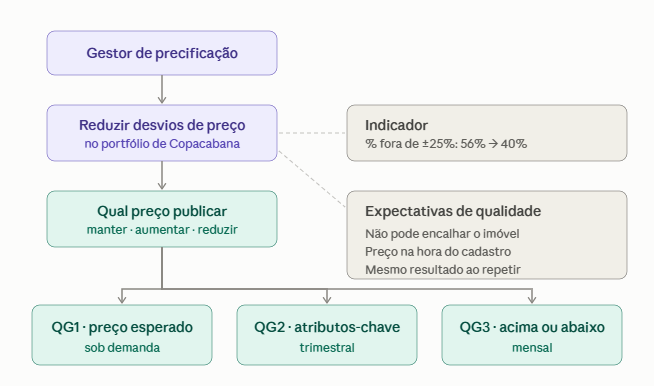 Gestor de precificação
Reduzir desvios de preço
no portfólio de Copacabana
Indicador
% fora de ±25%: 56% → 40%
Qual preço publicar
manter · aumentar · reduzir
Expectativas de qualidade
Não pode encalhar o imóvel
Preço na hora do cadastro
Mesmo resultado ao repetir
QG1 · preço esperado
sob demanda
QG2 · atributos-chave
trimestral
QG3 · acima ou abaixo
mensal